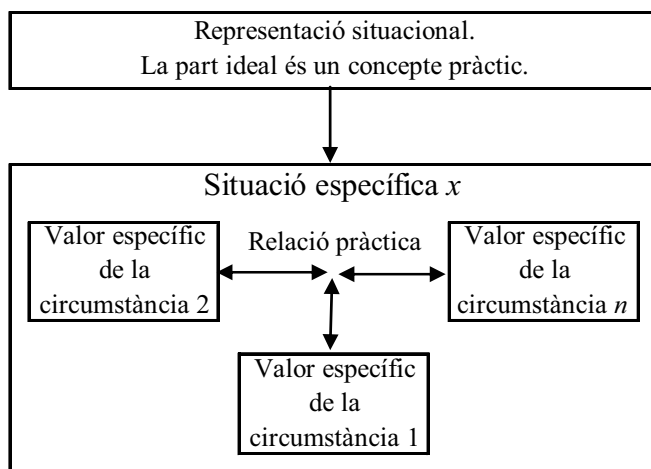 Representació situacional.
La part ideal és un concepte pràctic.
Situació específica x
Valor específic
de la
circumstància 2
Relació pràctica
Valor específic
de la
circumstància n
Valor específic
de la
circumstància 1